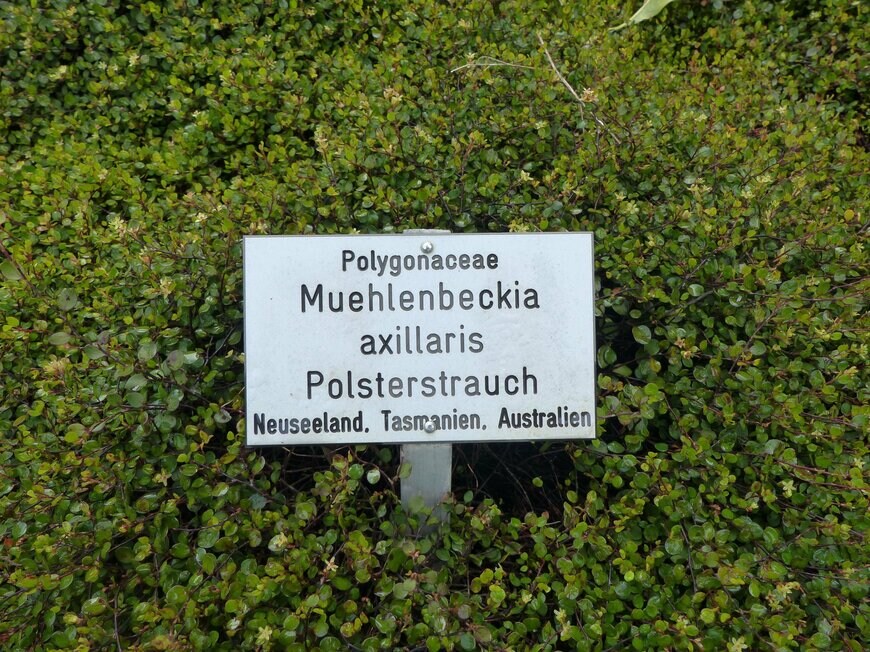 Polygonaceae
Muehlenbeckia
axillaris
Polsterstrauch
Neuseeland, Tasmanien, Australien